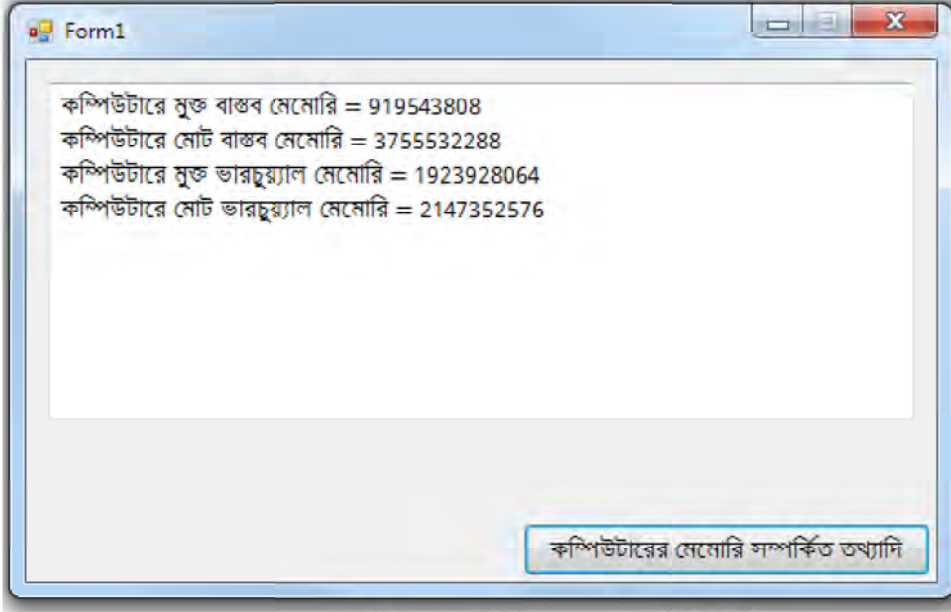 Form1
কম্পিউটারে মুক্ত বাস্তব মেমোরি = 919543808
কম্পিউটারে মোট বাস্তব মেমোরি = 3755532288
কম্পিউটারে মুক্ত ভারচুয়্যাল মেমোরি = 1923928064
কম্পিউটারে মোট ভারচুয়্যাল মেমোরি = 2147352576
কম্পিউটারের মেমোরি সম্পর্কিত তথ্যাদি